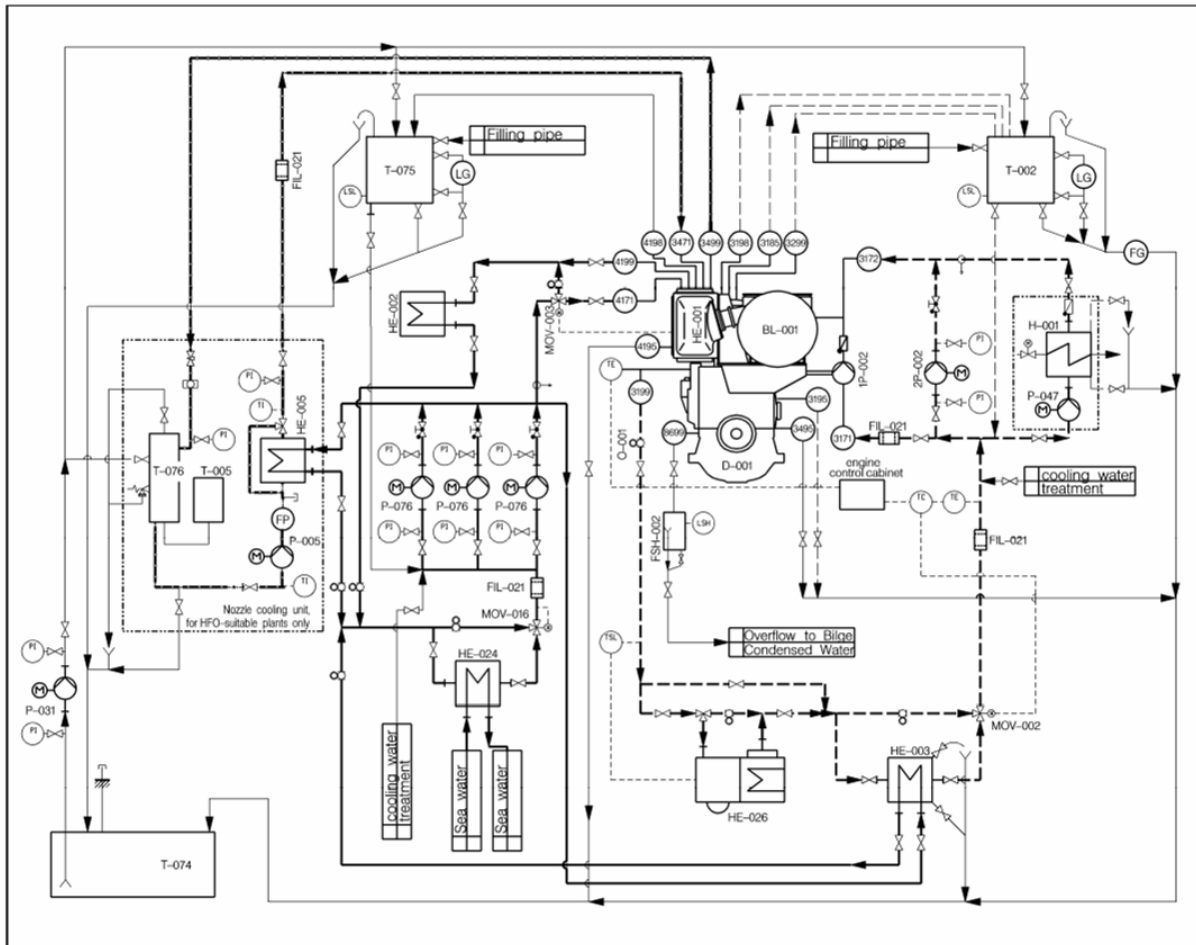 Filling pipe
Filling pipe
T-075
T-002
LG
LG
LSL
LSL
FG
FIL-021
4198
3471
3499
3198
3185
3299
4199
4171
4195
3172
HE-002
MOV-003
HE-001
BL-001
1P-002
2P-002
H-001
P-047
M
M
PI
PI
TE
3199
O-001
8699
D-001
3195
3495
3171
FIL-021
engine
control cabinet
TC
TE
cooling water
treatment
FIL-021
PI
TI
HE-005
PI
T-076
T-005
FP
P-005
M
TI
Nozzle cooling unit,
for HFO-suitable plants only
PI
PI
PI
M
M
M
P-076
P-076
P-076
PI
PI
PI
FIL-021
MOV-016
FSH-002
LSH
Overflow to Bilge
Condensed Water
TSL
HE-024
cooling water
treatment
Sea water
Sea water
HE-026
HE-003
MOV-002
PI
M
P-031
PI
T-074